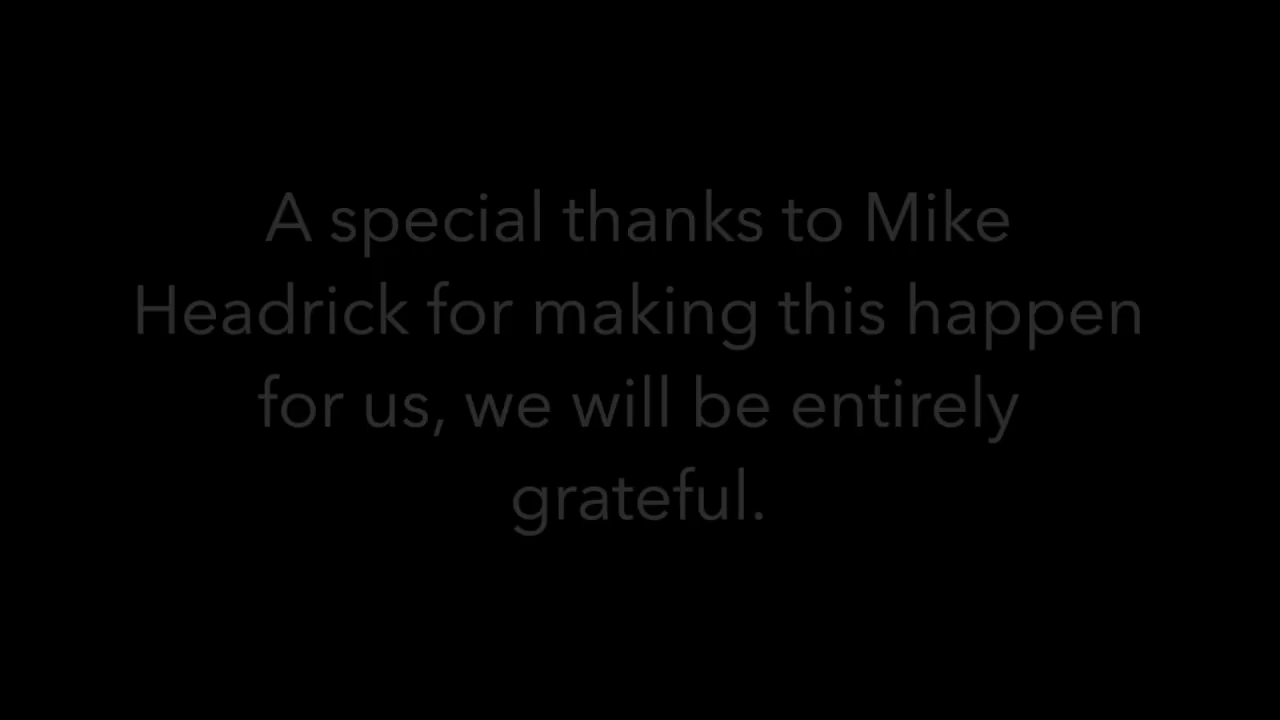 A special thanks to Mike
Headrick for making this happen
for us, we will be entirely
grateful.